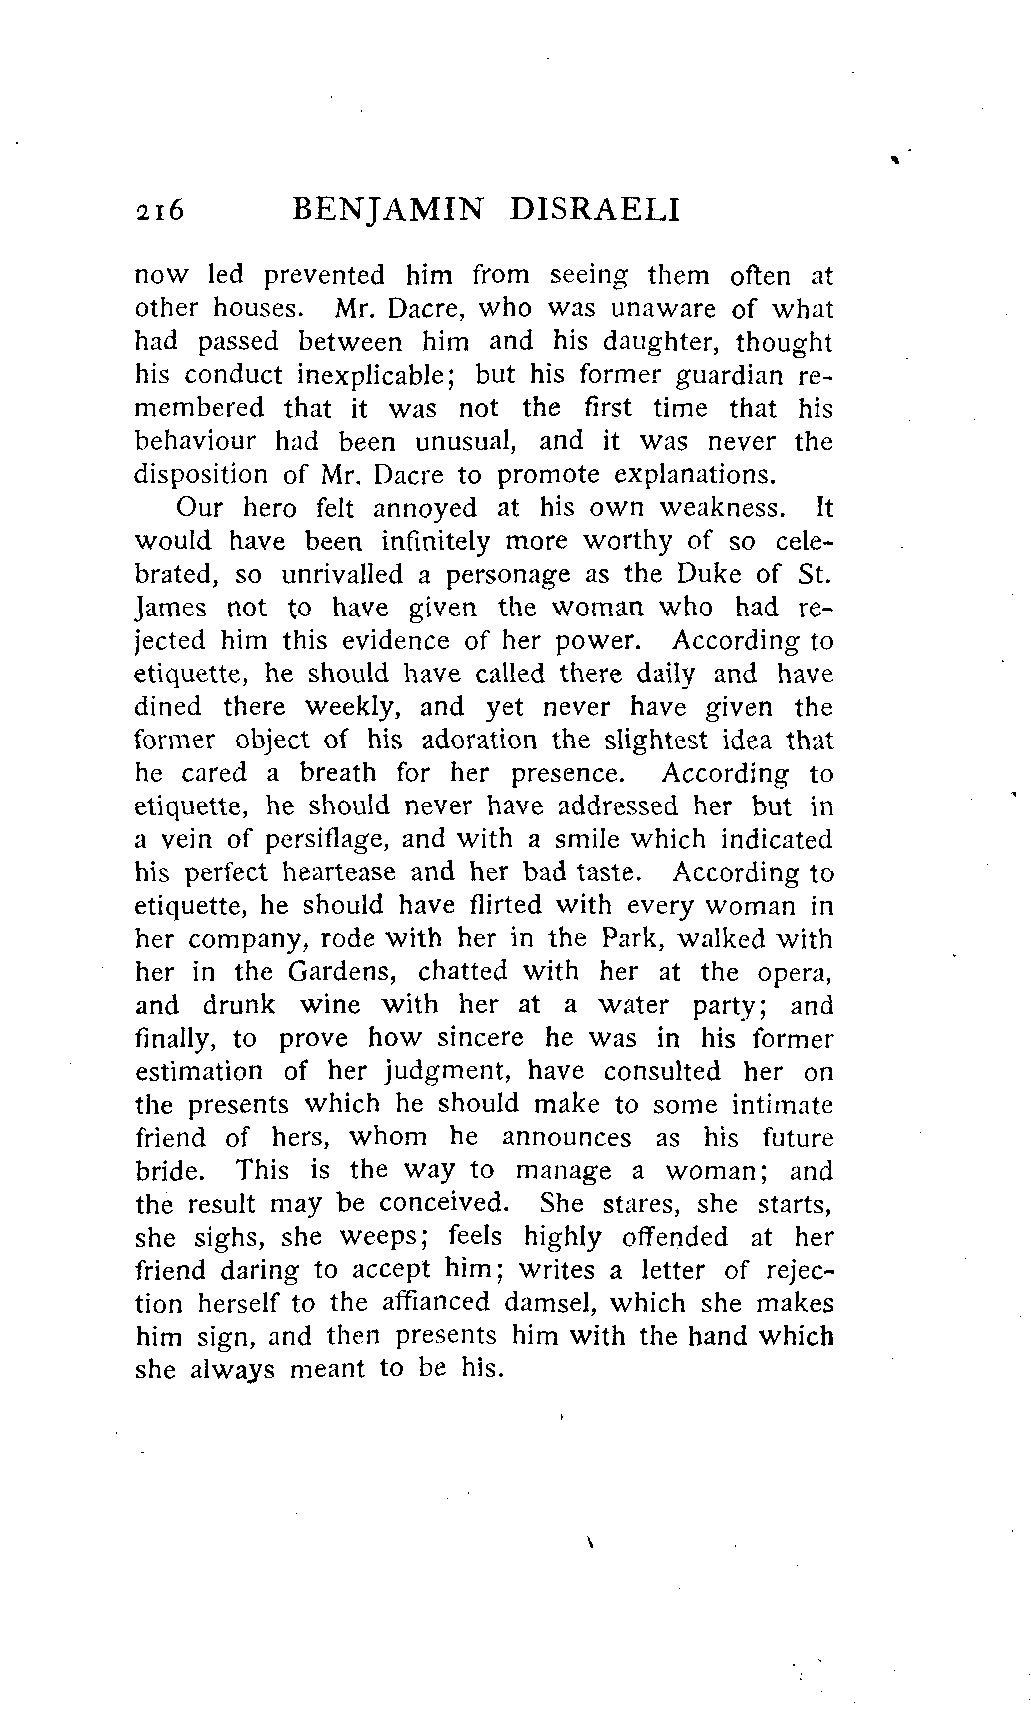 216 BENJAMIN DISRAELI
now led prevented him from seeing them often at
other houses. Mr. Dacre, who was unaware of what
had passed between him and his daughter, thought
his conduct inexplicable; but his former guardian re-
membered that it was not the first time that his
behaviour had been unusual, and it was never the
disposition of Mr. Dacre to promote explanations.
Our hero felt annoyed at his own weakness. It
would have been infinitely more worthy of so cele-
brated, so unrivalled a personage as the Duke of St.
James not to have given the woman who had re-
jected him this evidence of her power. According to
etiquette, he should have called there daily and have
dined there weekly, and yet never have given the
former object of his adoration the slightest idea that
he cared a breath for her presence. According to
etiquette, he should never have addressed her but in
a vein of persiflage, and with a smile which indicated
his perfect heartease and her bad taste. According to
etiquette, he should have flirted with every woman in
her company, rode with her in the Park, walked with
her in the Gardens, chatted with her at the opera,
and drunk wine with her at a water party; and
finally, to prove how sincere he was in his former
estimation of her judgment, have consulted her on
the presents which he should make to some intimate
friend of hers, whom he announces as his future
bride. This is the way to manage a woman; and
the result may be conceived. She stares, she starts,
she sighs, she weeps; feels highly offended at her
friend daring to accept him; writes a letter of rejec-
tion herself to the affianced damsel, which she makes
him sign, and then presents him with the hand which
she always meant to be his.